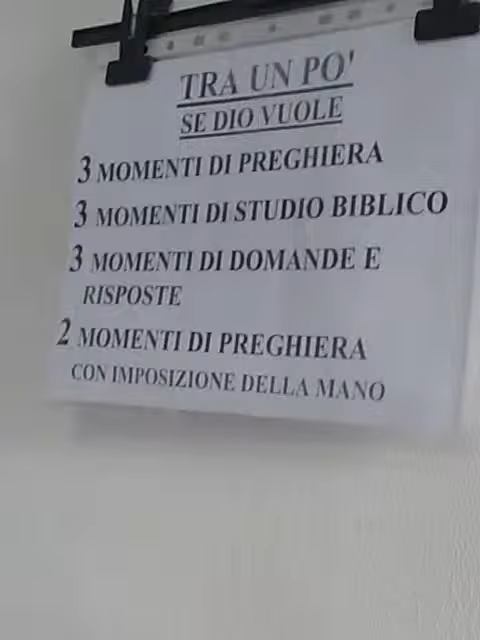 TRA UN PO'
SE DIO VUOLE
3 MOMENTI DI PREGHIERA
3 MOMENTI DI STUDIO BIBLICO
3 MOMENTI DI DOMANDE E
RISPOSTE
2 MOMENTI DI PREGHIERA
CON IMPOSIZIONE DELLA MANO